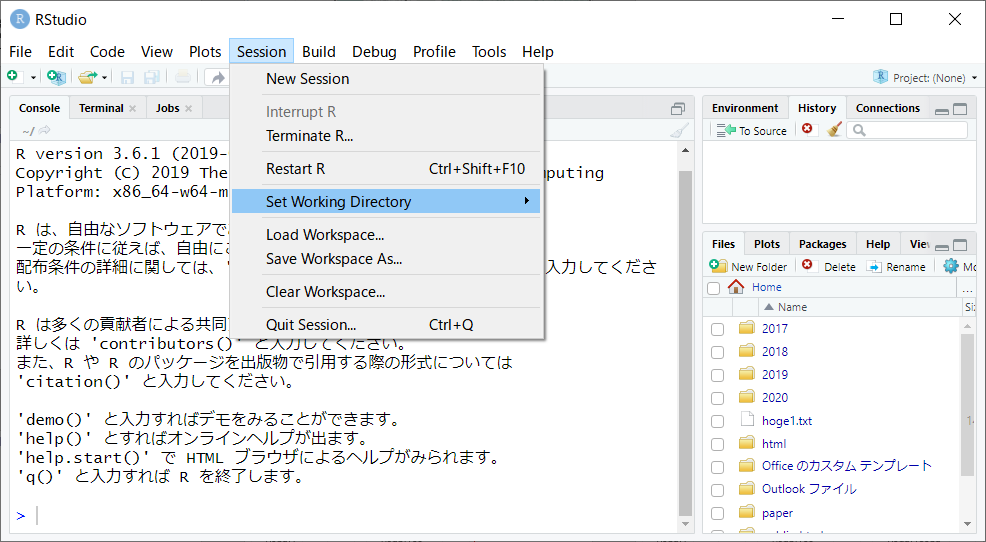 RStudio
File Edit Code View Plots Session Build Debug Profile Tools Help
Project: (None)
New Session
Interrupt R
Terminate R...
Restart R Ctrl+Shift+F10
Set Working Directory
Load Workspace...
Save Workspace As...
Clear Workspace...
Quit Session... Ctrl+Q
Console Terminal Jobs
~/
R version 3.6.1 (2019-
Copyright (C) 2019 The mputing
Platform: x86_64-w64-m
R は、自由なソフトウェアで
一定の条件に従えば、自由に
配布条件の詳細に関しては、' 入力してくださ
い。
R は多くの貢献者による共同
詳しくは 'contributors()' と入力してください。
また、R や R のパッケージを出版物で引用する際の形式については
'citation()' と入力してください。
'demo()' と入力すればデモをみることができます。
'help()' とすればオンラインヘルプが出ます。
'help.start()' で HTML ブラウザによるヘルプがみられます。
'q()' と入力すれば R を終了します。
>
Environment History Connections
To Source
Files Plots Packages Help Vie
New Folder Delete Rename Mo
Home ...
Name Si
2017
2018
2019
2020
hoge1.txt 14
html
Office のカスタム テンプレート
Outlook ファイル
paper